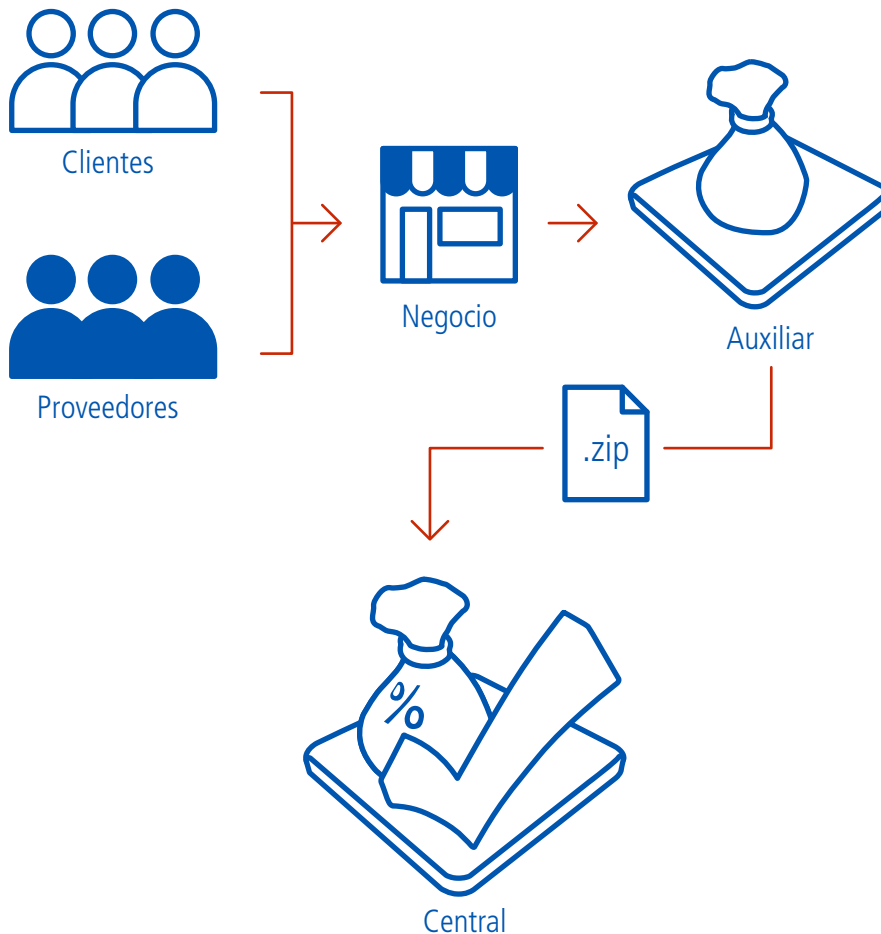 Clientes
Proveedores
Negocio
Auxiliar
.zip
%
Central